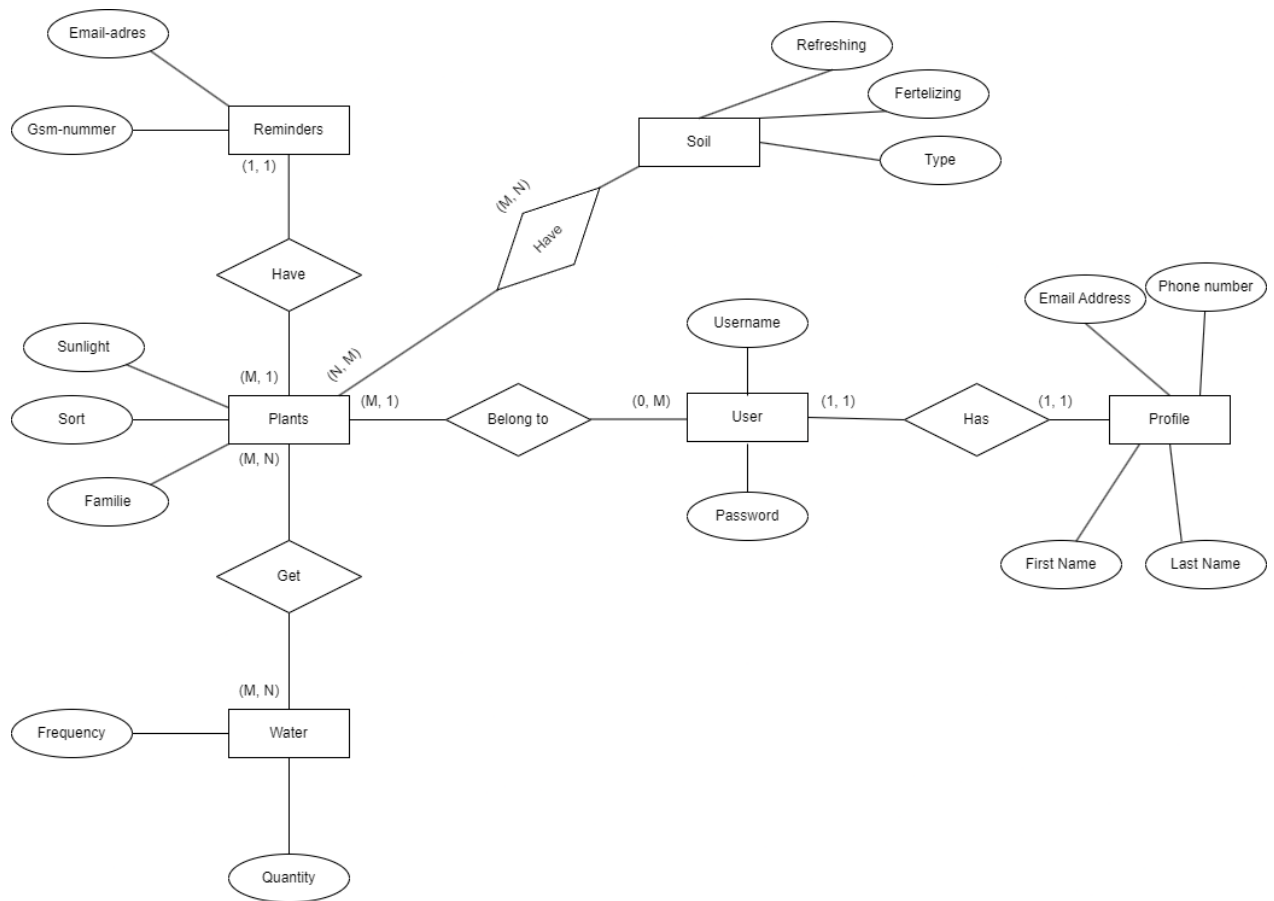 Email-adres
Refreshing
Fertelizing
Gsm-nummer
Reminders
Soil
Type
(1, 1)
(M, N)
Have
Have
Email Address
Phone number
Username
Sunlight
(N, M)
(M, 1)
Sort
Plants
(M, 1)
Belong to
(0, M)
User
(1, 1)
Has
(1, 1)
Profile
(M, N)
Familie
Password
First Name
Last Name
Get
(M, N)
Frequency
Water
Quantity